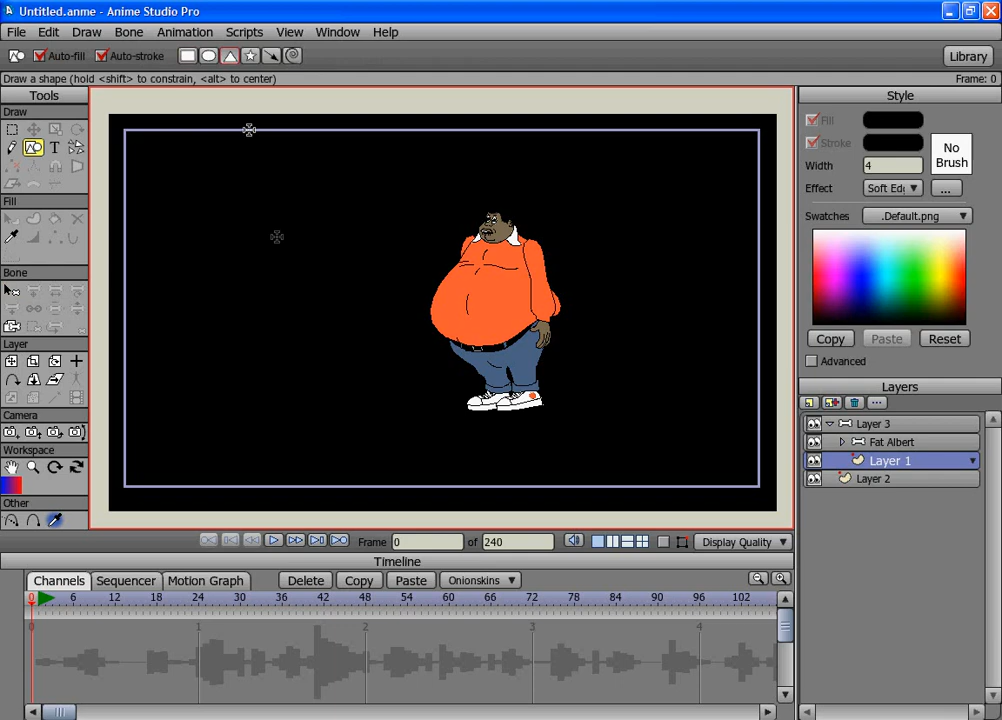 Untitled.anme - Anime Studio Pro
File Edit Draw Bone Animation Scripts View Window Help
Auto-fill Auto-stroke Library
Draw a shape (hold <shift> to constrain, <alt> to center) Frame: 0
Tools Style
Draw
Fill
Stroke
No Brush
Width 4
Effect Soft Ed ...
Fill
Swatches .Default.png
Bone
Copy Paste Reset
Layer
Advanced
Layers
Camera
Layer 3
Fat Albert
Workspace
Layer 1
Layer 2
Other
Frame 0 of 240 Display Quality
Timeline
Channels Sequencer Motion Graph Delete Copy Paste Onionskins
0 6 12 18 24 30 36 42 48 54 60 66 72 78 84 90 96 102
0 1 2 3 4